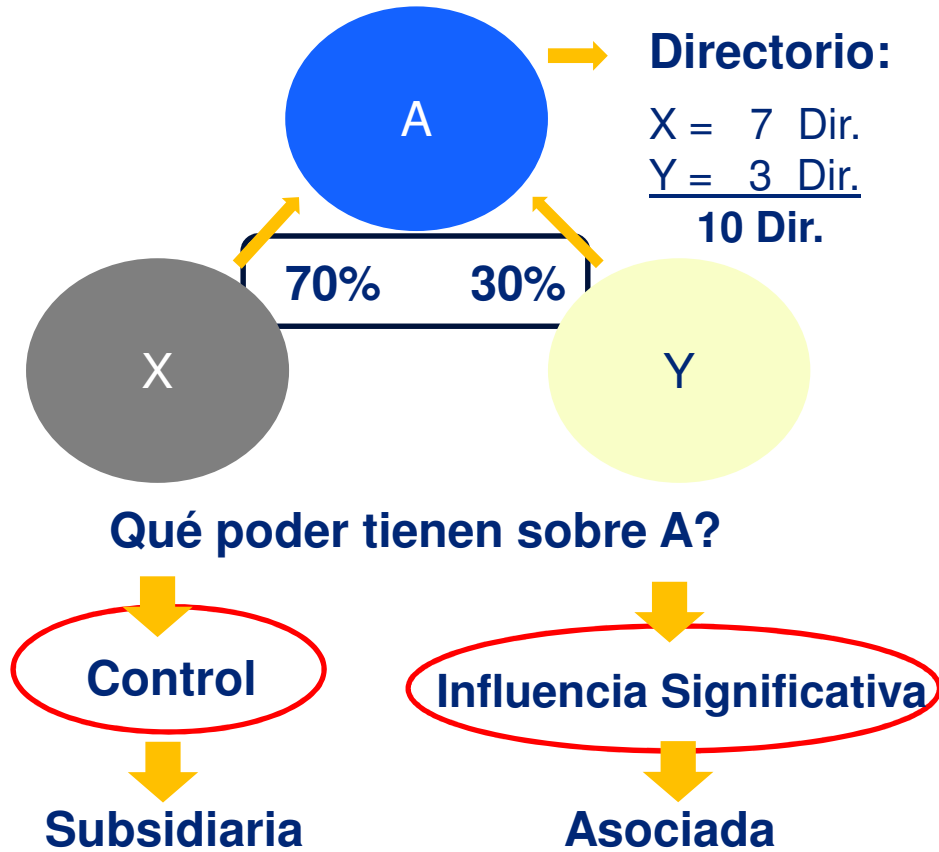 A
Directorio:
X = 7 Dir.
Y = 3 Dir.
10 Dir.
70% 30%
X
Y
Qué poder tienen sobre A?
Control
Influencia Significativa
Subsidiaria
Asociada